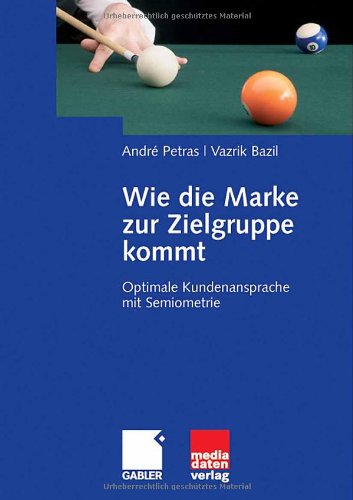 Urheberrechtlich geschütztes Material
André Petras | Vazrik Bazil
Wie die Marke
zur Zielgruppe
kommt
Optimale Kundenansprache
mit Semiometrie
GABLER
media
daten
verlag
Urheberrechtlich geschütztes Material